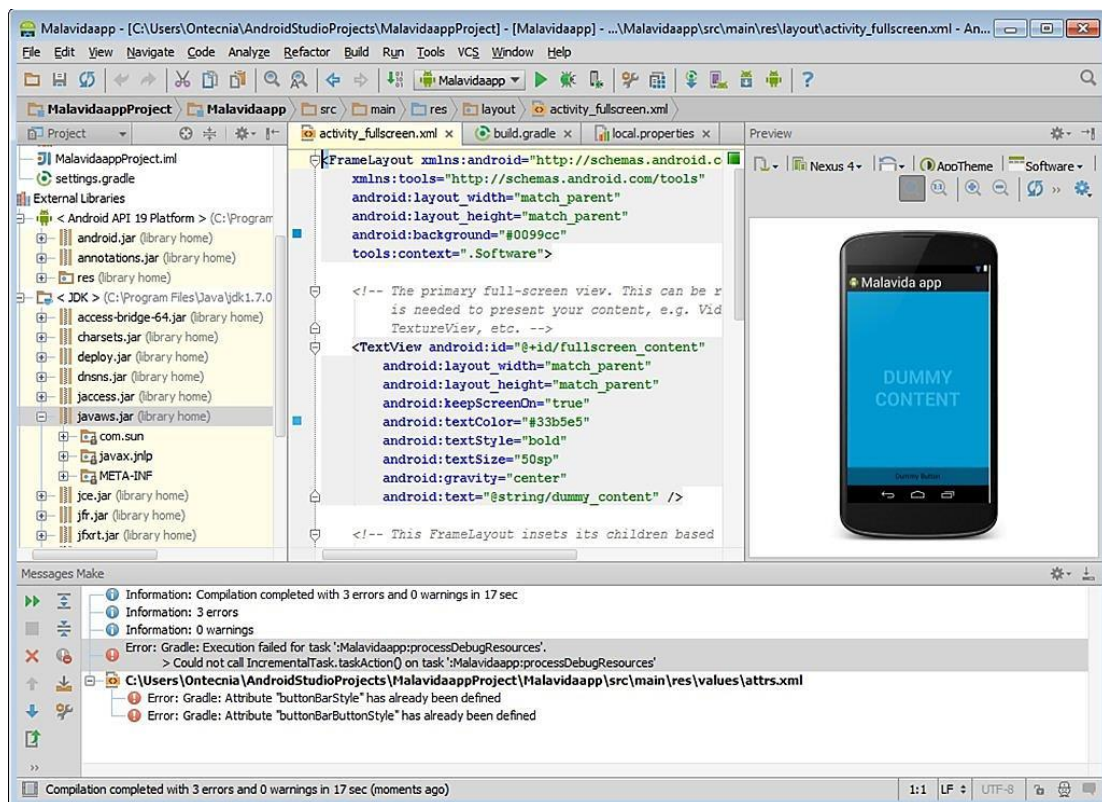 Malavidaapp - [C:\Users\Ontecnia\AndroidStudioProjects\MalavidaappProject] - [Malavidaapp] - ...\Malavidaapp\src\main\res\layout\activity_fullscreen.xml - An...
File Edit View Navigate Code Analyze Refactor Build Run Tools VCS Window Help
Malavidaapp
MalavidaappProject Malavidaapp src main res layout activity_fullscreen.xml
Project
MalavidaappProject.iml
settings.gradle
External Libraries
< Android API 19 Platform > (C:\Program
android.jar (library home)
annotations.jar (library home)
res (library home)
< JDK > (C:\Program Files\Java\jdk1.7.0
access-bridge-64.jar (library home)
charsets.jar (library home)
deploy.jar (library home)
dnsns.jar (library home)
jaccess.jar (library home)
javaws.jar (library home)
com.sun
javax.jnlp
META-INF
jce.jar (library home)
jfr.jar (library home)
jfxrt.jar (library home)
activity_fullscreen.xml build.gradle local.properties
<FrameLayout xmlns:android="http://schemas.android.c
xmlns:tools="http://schemas.android.com/tools"
android:layout_width="match_parent"
android:layout_height="match_parent"
android:background="#0099cc"
tools:context=".Software">
<!-- The primary full-screen view. This can be r
is needed to present your content, e.g. Vid
TextureView, etc. -->
<TextView android:id="@+id/fullscreen_content"
android:layout_width="match_parent"
android:layout_height="match_parent"
android:keepScreenOn="true"
android:textColor="#33b5e5"
android:textStyle="bold"
android:textSize="50sp"
android:gravity="center"
android:text="@string/dummy_content" />
<!-- This FrameLayout insets its children based
Preview
Nexus 4 AppTheme Software
1:1
Malavida app
DUMMY
CONTENT
Dummy Button
Messages Make
Information: Compilation completed with 3 errors and 0 warnings in 17 sec
Information: 3 errors
Information: 0 warnings
Error: Gradle: Execution failed for task ':Malavidaapp:processDebugResources'.
> Could not call IncrementalTask.taskAction() on task ':Malavidaapp:processDebugResources'
C:\Users\Ontecnia\AndroidStudioProjects\MalavidaappProject\Malavidaapp\src\main\res\values\attrs.xml
Error: Gradle: Attribute "buttonBarStyle" has already been defined
Error: Gradle: Attribute "buttonBarButtonStyle" has already been defined
Compilation completed with 3 errors and 0 warnings in 17 sec (moments ago) 1:1 LF UTF-8